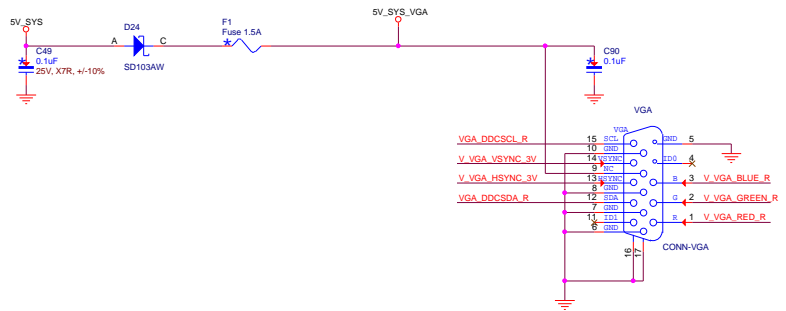 5V_SYS
D24
A
C
SD103AW
F1
Fuse 1.5A
5V_SYS_VGA
C49
0.1uF
25V, X7R, +/-10%
C90
0.1uF
VGA
VGA
VGA_DDCSCL_R 15 SCL GND 5
10 GND
V_VGA_VSYNC_3V 14 VSYNC ID0 4
9 NC
V_VGA_HSYNC_3V 13 HSYNC B 3 V_VGA_BLUE_R
8 GND
VGA_DDCSDA_R 12 SDA G 2 V_VGA_GREEN_R
7 GND
11 ID1 R 1 V_VGA_RED_R
6 GND
16 17
CONN-VGA